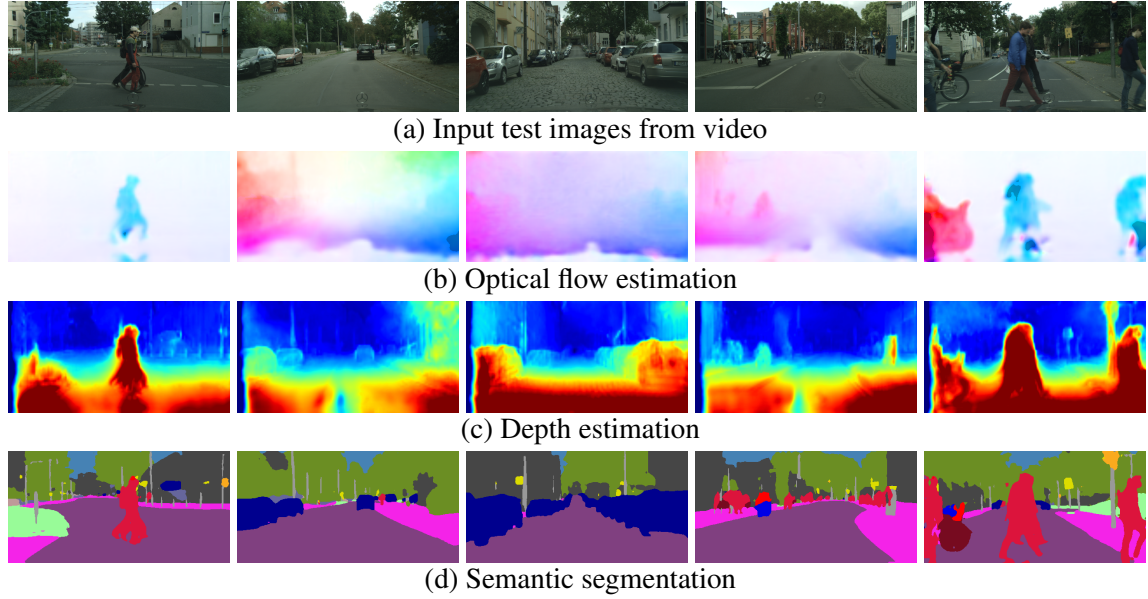 (a) Input test images from video
(b) Optical flow estimation
(c) Depth estimation
(d) Semantic segmentation